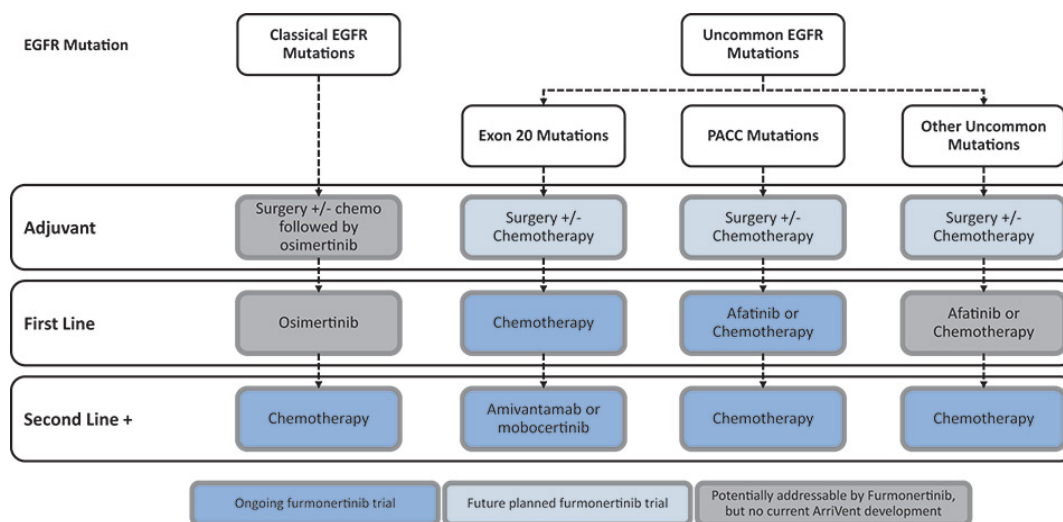 EGFR Mutation
Classical EGFR
Mutations
Uncommon EGFR
Mutations
Exon 20 Mutations
PACC Mutations
Other Uncommon
Mutations
Adjuvant
Surgery +/- chemo
followed by
osimertinib
Surgery +/-
Chemotherapy
Surgery +/-
Chemotherapy
Surgery +/-
Chemotherapy
First Line
Osimertinib
Chemotherapy
Afatinib or
Chemotherapy
Afatinib or
Chemotherapy
Second Line +
Chemotherapy
Amivantamab or
mobocertinib
Chemotherapy
Chemotherapy
Ongoing furmonertinib trial
Future planned furmonertinib trial
Potentially addressable by Furmonertinib,
but no current ArriVent development